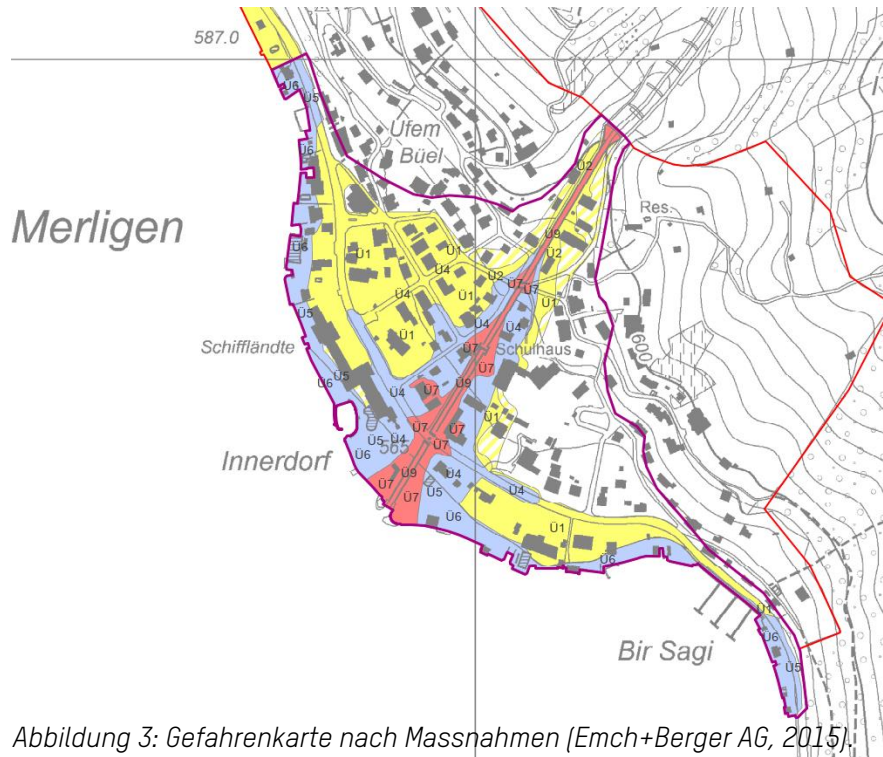 587.0
Ü6
Ü5
Ü6
Ufem
Büel
Ü2
Res.
Merligen
Ü9
Ü6
Ü1
Ü1
Ü4
Ü2
Ü2
Ü7
Ü7
Ü4
Ü1
Ü1
Ü5
Ü1
Ü4
Ü4
600
Schiffländte
Ü7
Schulhaus
Ü5
Ü7
Ü6
Ü4
Ü7
Ü9
Ü1
Ü7
Ü7
Ü5
Ü4
565
Ü7
Innerdorf
Ü6
Ü9
Ü4
Ü7
Ü7
Ü5
Ü4
Ü6
Ü1
Ü6
Ü1
Bir Sagi
Ü6
Ü5
Abbildung 3: Gefahrenkarte nach Massnahmen (Emch+Berger AG, 2015).